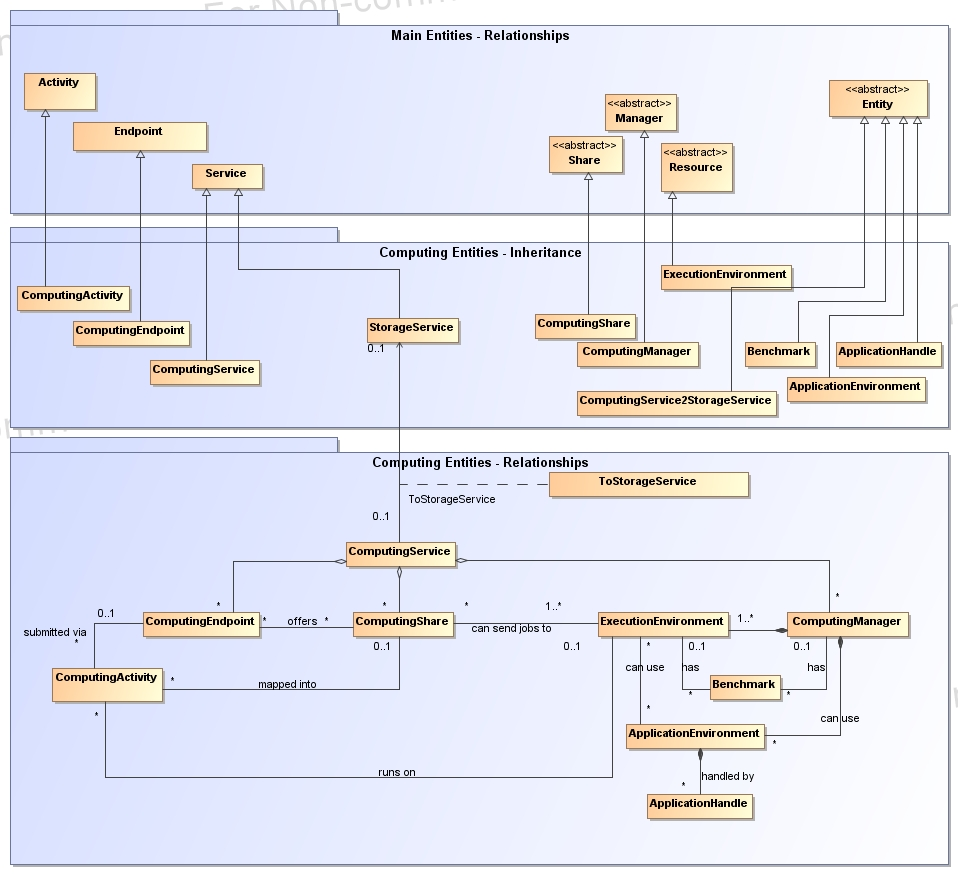 For Non-comm
Main Entities - Relationships
Activity
<<abstract>>
Entity
<<abstract>>
Manager
Endpoint
<<abstract>>
Share
<<abstract>>
Resource
Service
Computing Entities - Inheritance
ExecutionEnvironment
ComputingActivity
ComputingEndpoint
StorageService
0..1
ComputingShare
ComputingManager
Benchmark
ApplicationHandle
ComputingService
ApplicationEnvironment
ComputingService2StorageService
Computing Entities - Relationships
ToStorageService
ToStorageService
0..1
ComputingService
* * * 1..* *
0..1
ComputingEndpoint
* offers *
ComputingShare
can send jobs to
ExecutionEnvironment
1..*
ComputingManager
submitted via
*
0..1
0..1
* 0..1
0..1
can use
has
has
ComputingActivity
*
mapped into
*
Benchmark
*
*
*
can use
ApplicationEnvironment
*
runs on
handled by
*
ApplicationHandle